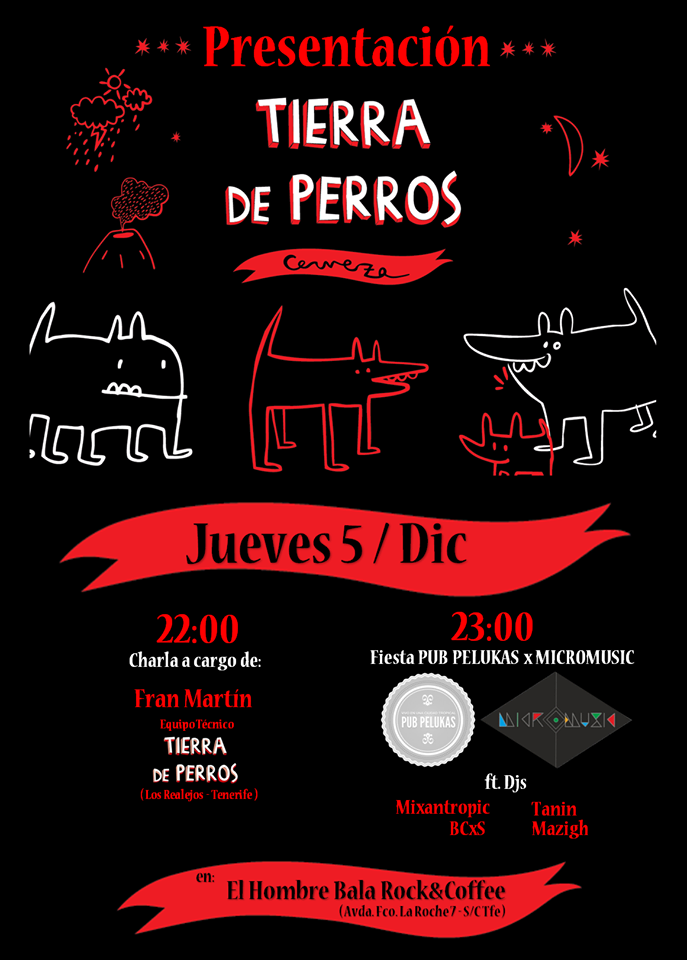 Presentación
TIERRA
DE PERROS
Cerveza
Jueves 5 / Dic
22:00
Charla a cargo de:
Fran Martín
Equipo Técnico
TIERRA
DE PERROS
(Los Realejos - Tenerife)
23:00
Fiesta PUB PELUKAS x MICROMUSIC
PUB PELUKAS
MICROMUSIC
ft. Djs
Mixantropic
BCxS
Tanin
Mazigh
en:
El Hombre Bala Rock&Coffee
(Avda. Fco. La Roche 7 - S/CTfe)